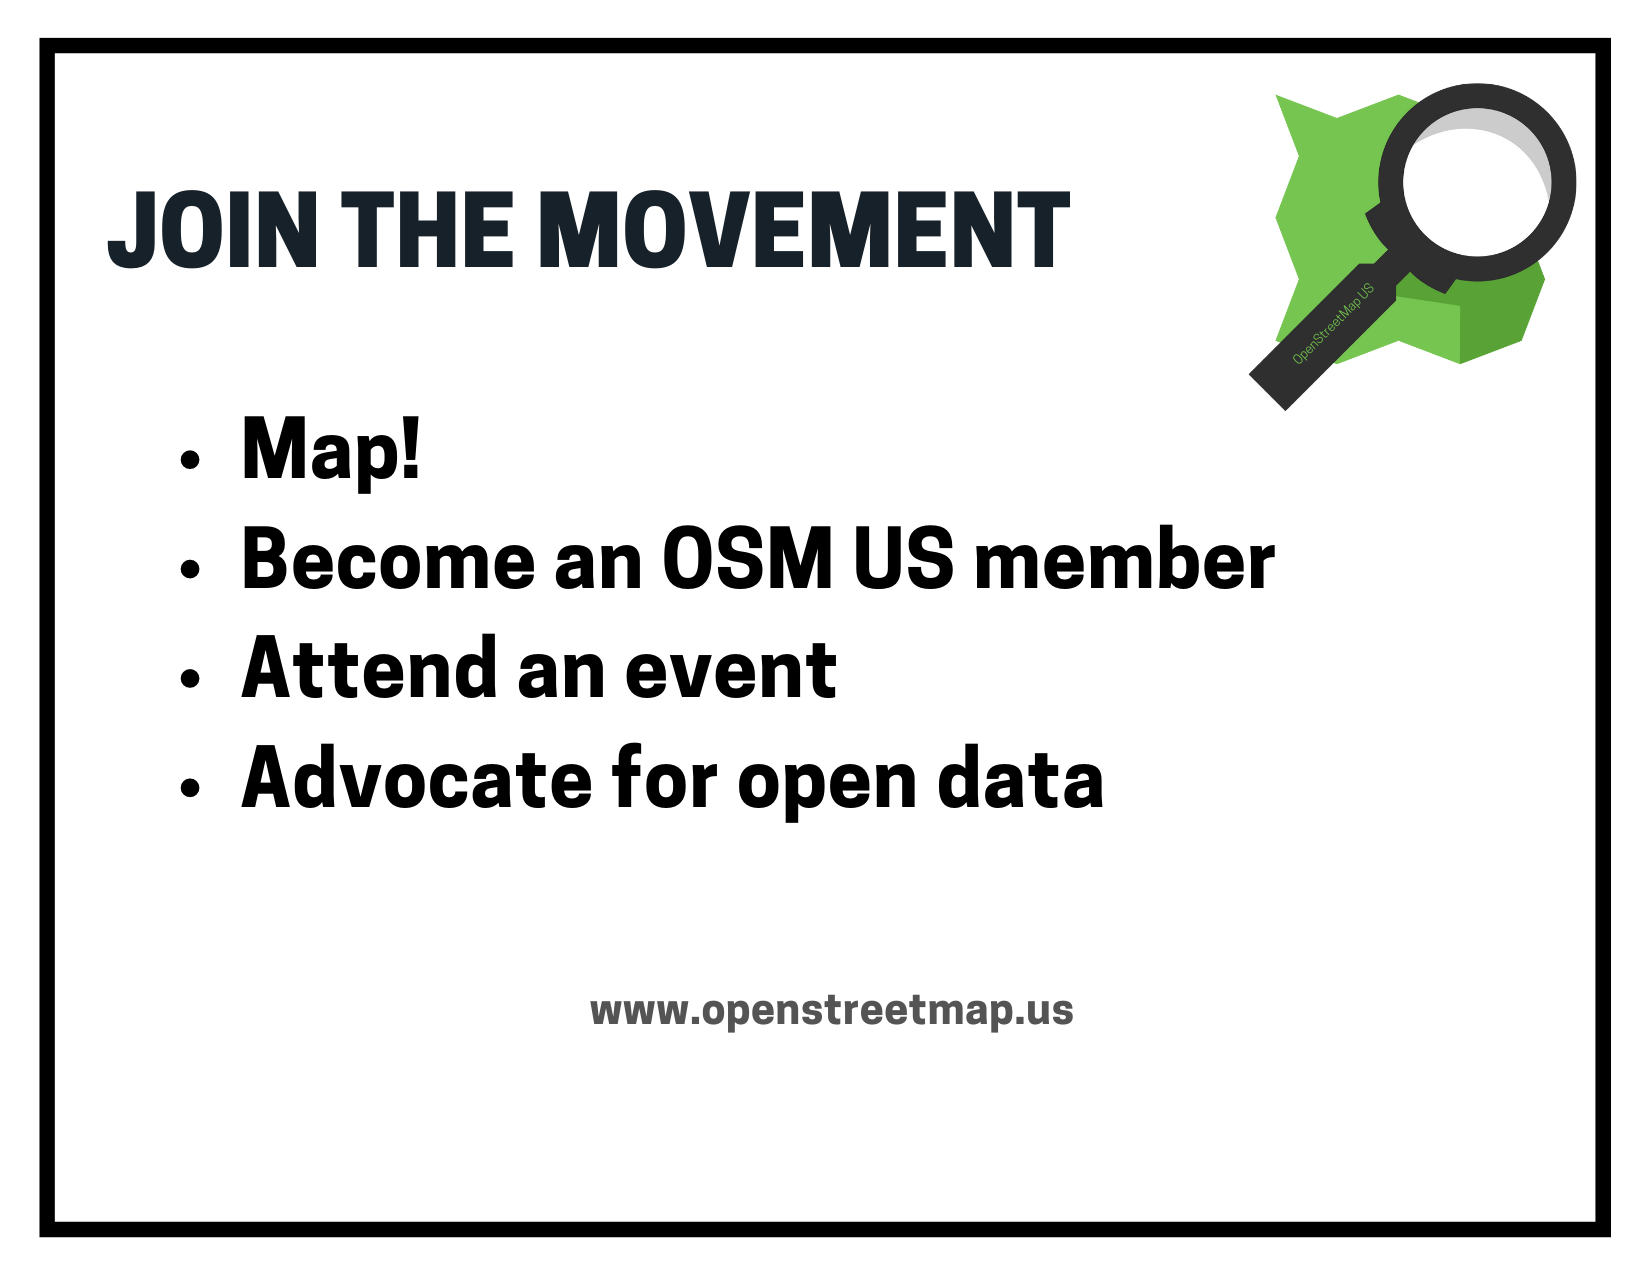 JOIN THE MOVEMENT
OpenStreetMap US
• Map!
• Become an OSM US member
• Attend an event
• Advocate for open data
www.openstreetmap.us